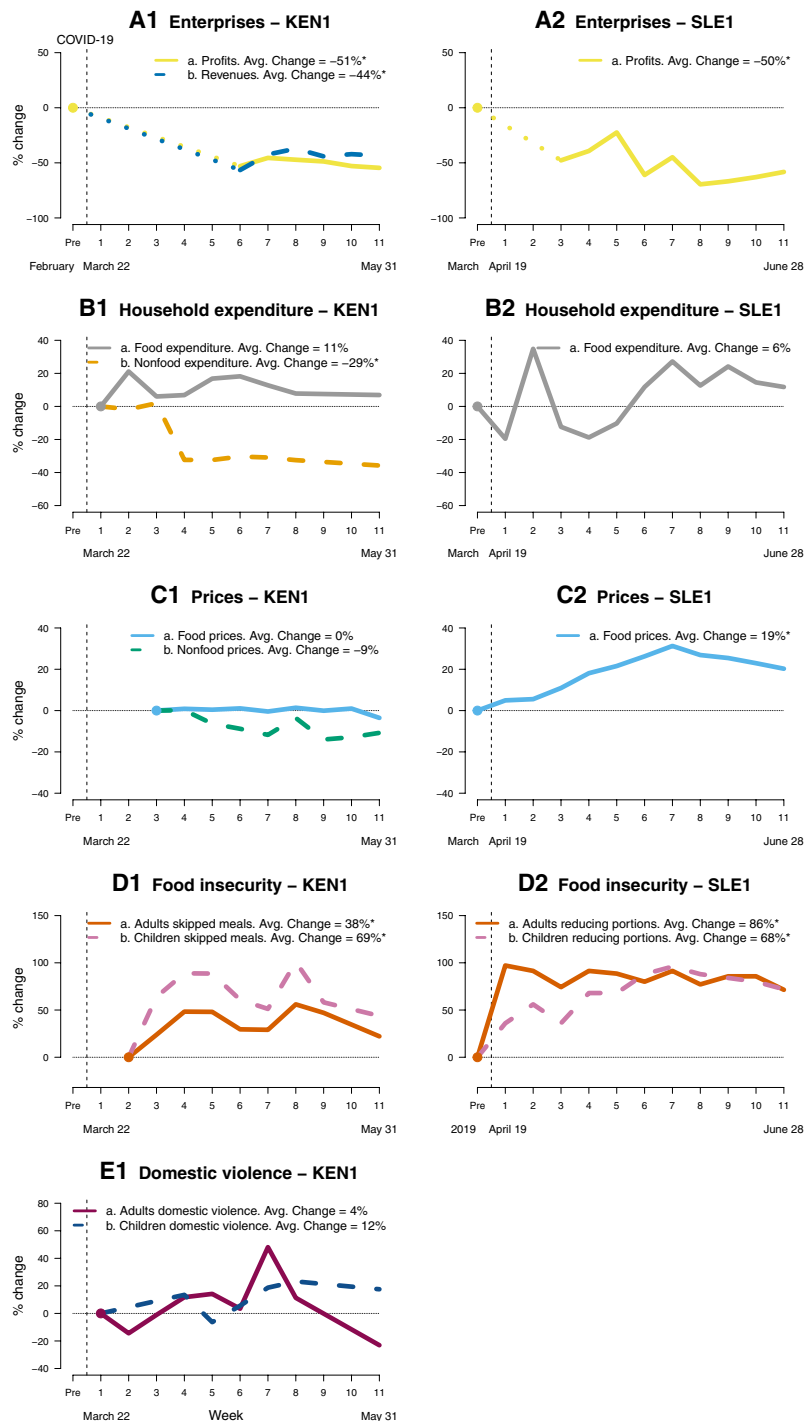 A1 Enterprises – KEN1
COVID-19
a. Profits. Avg. Change = −51%*
b. Revenues. Avg. Change = −44%*
% change
50
0
−50
−100
Pre 1 2 3 4 5 6 7 8 9 10 11
February March 22 May 31
A2 Enterprises – SLE1
a. Profits. Avg. Change = −50%*
50
0
−50
−100
Pre 1 2 3 4 5 6 7 8 9 10 11
March April 19 June 28
B1 Household expenditure – KEN1
a. Food expenditure. Avg. Change = 11%
b. Nonfood expenditure. Avg. Change = −29%*
% change
40
20
0
−20
−40
−60
Pre 1 2 3 4 5 6 7 8 9 10 11
March 22 May 31
B2 Household expenditure – SLE1
a. Food expenditure. Avg. Change = 6%
40
20
0
−20
−40
−60
Pre 1 2 3 4 5 6 7 8 9 10 11
March April 19 June 28
C1 Prices – KEN1
a. Food prices. Avg. Change = 0%
b. Nonfood prices. Avg. Change = −9%
% change
40
20
0
−20
−40
Pre 1 2 3 4 5 6 7 8 9 10 11
March 22 May 31
C2 Prices – SLE1
a. Food prices. Avg. Change = 19%*
40
20
0
−20
−40
Pre 1 2 3 4 5 6 7 8 9 10 11
March April 19 June 28
D1 Food insecurity – KEN1
a. Adults skipped meals. Avg. Change = 38%*
b. Children skipped meals. Avg. Change = 69%*
% change
150
100
50
0
Pre 1 2 3 4 5 6 7 8 9 10 11
March 22 May 31
D2 Food insecurity – SLE1
a. Adults reducing portions. Avg. Change = 86%*
b. Children reducing portions. Avg. Change = 68%*
150
100
50
0
Pre 1 2 3 4 5 6 7 8 9 10 11
2019 April 19 June 28
E1 Domestic violence – KEN1
a. Adults domestic violence. Avg. Change = 4%
b. Children domestic violence. Avg. Change = 12%
% change
80
60
40
20
0
−20
−40
Pre 1 2 3 4 5 6 7 8 9 10 11
March 22 Week May 31